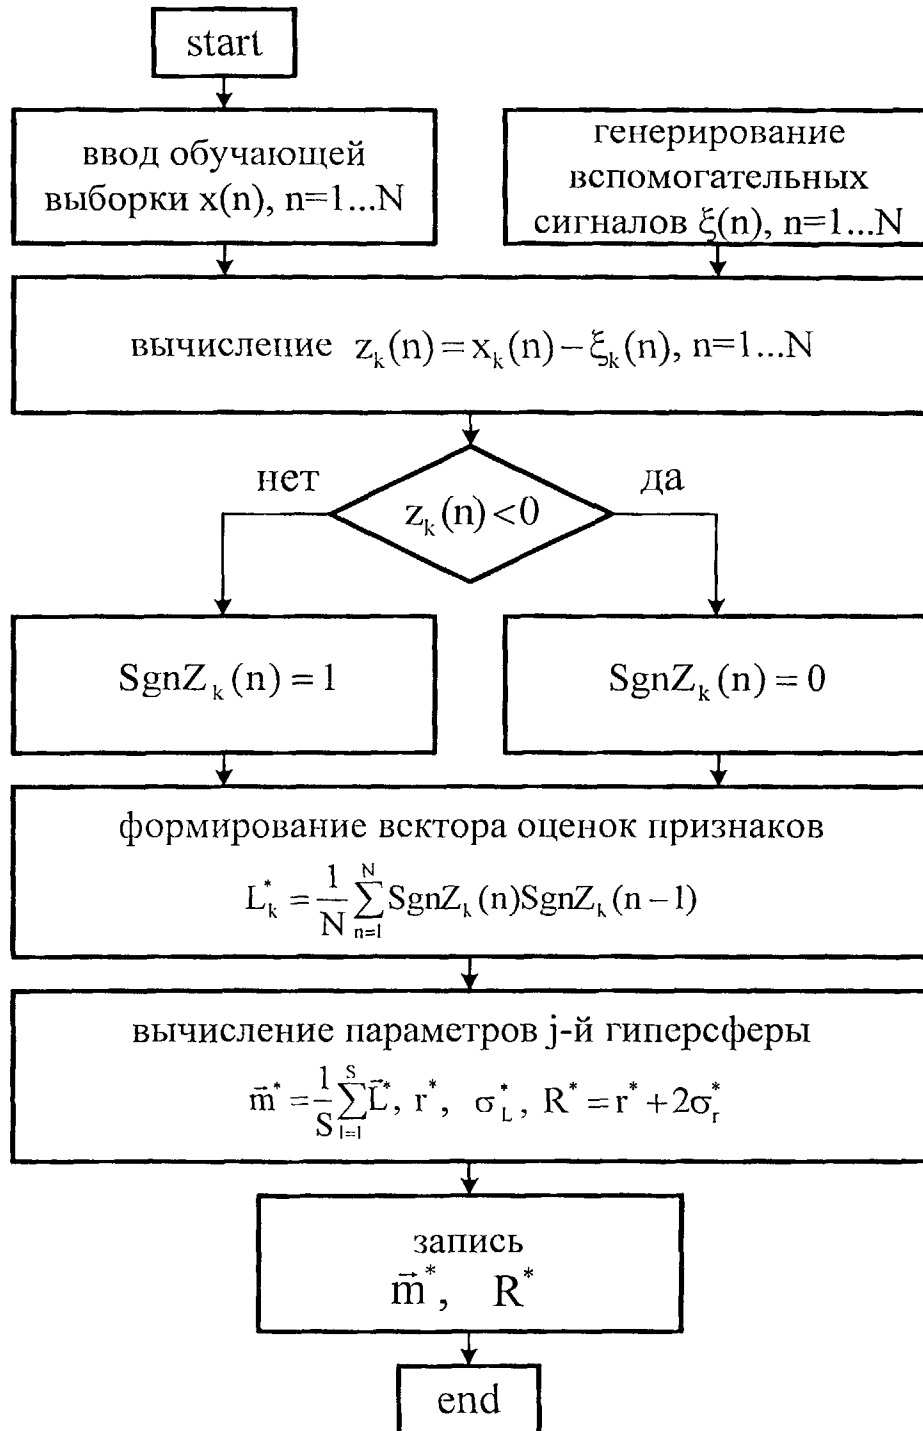 start
ввод обучающей
выборки x(n), n=1...N
генерирование
вспомогательных
сигналов ξ(n), n=1...N
вычисление z_k(n) = x_k(n) − ξ_k(n), n=1...N
нет
да
z_k(n) < 0
SgnZ_k(n) = 1
SgnZ_k(n) = 0
формирование вектора оценок признаков
L*_k = 1/N ∑_{n=1}^{N} SgnZ_k(n)SgnZ_k(n−1)
вычисление параметров j-й гиперсферы
m⃗* = 1/S ∑_{l=1}^{S} L⃗*, r*, σ*_L, R* = r* + 2σ*_r
запись
m⃗*, R*
end